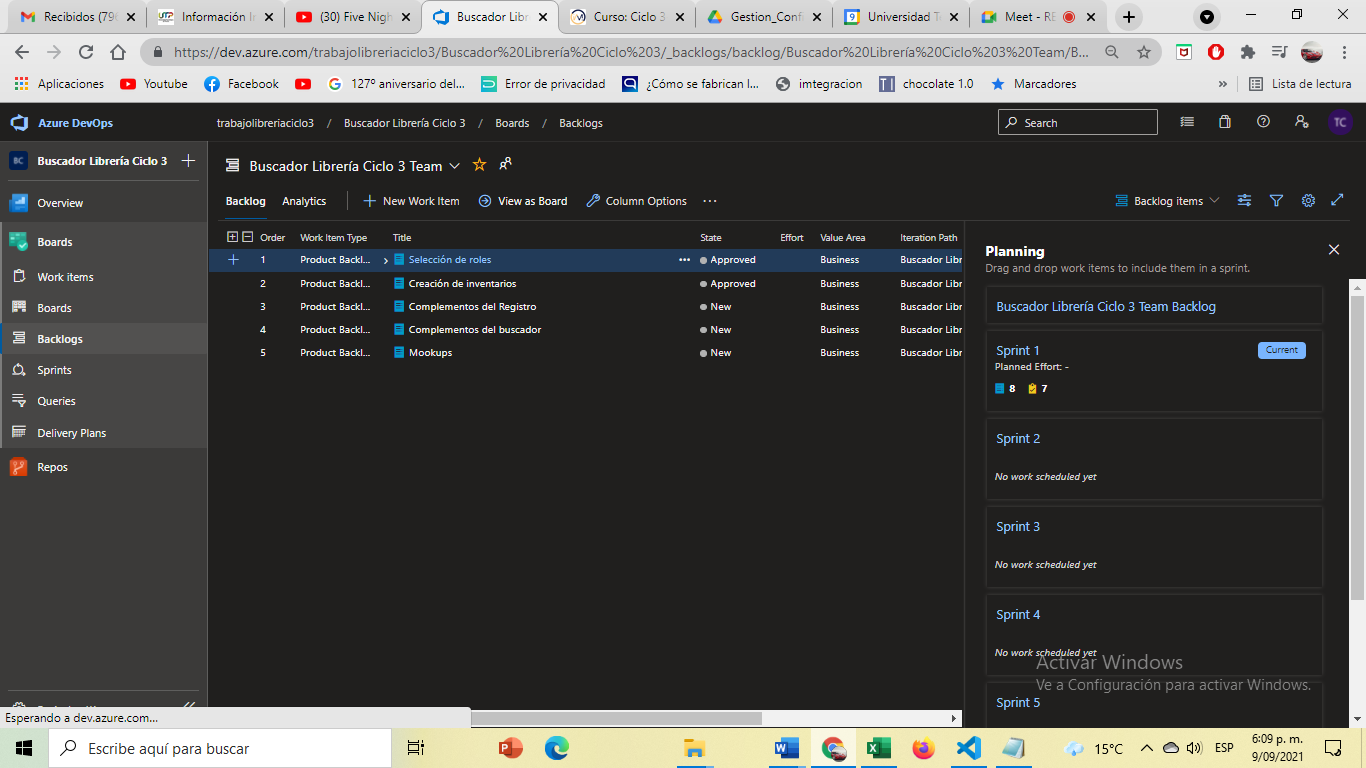 Recibidos (796
Información I
(30) Five Nigh
Buscador Libr
Curso: Ciclo 3
Gestion_Conf
Universidad T
Meet - RE
https://dev.azure.com/trabajolibreriaciclo3/Buscador%20Librería%20Ciclo%203/_backlogs/backlog/Buscador%20Librería%20Ciclo%203%20Team/B...
Aplicaciones
Youtube
Facebook
127º aniversario del...
Error de privacidad
¿Cómo se fabrican l...
imtegracion
chocolate 1.0
Marcadores
»
Lista de lectura
Azure DevOps
trabajolibreriaciclo3 / Buscador Librería Ciclo 3 / Boards / Backlogs
Search
TC
BC
Buscador Librería Ciclo 3
Overview
Boards
Work items
Boards
Backlogs
Sprints
Queries
Delivery Plans
Repos
Buscador Librería Ciclo 3 Team
Backlog Analytics New Work Item View as Board Column Options
Backlog items
Order Work Item Type Title State Effort Value Area Iteration Path
1 Product Backl... Selección de roles ... Approved Business Buscador Libr
2 Product Backl... Creación de inventarios Approved Business Buscador Libr
3 Product Backl... Complementos del Registro New Business Buscador Libr
4 Product Backl... Complementos del buscador New Business Buscador Libr
5 Product Backl... Mookups New Business Buscador Libr
Planning
Drag and drop work items to include them in a sprint.
Buscador Librería Ciclo 3 Team Backlog
Sprint 1 Current
Planned Effort: -
8 7
Sprint 2
No work scheduled yet
Sprint 3
No work scheduled yet
Sprint 4
No work scheduled yet
Sprint 5
Activar Windows
Ve a Configuración para activar Windows.
Esperando a dev.azure.com...
Escribe aquí para buscar
15°C
ESP
6:09 p. m.
9/09/2021